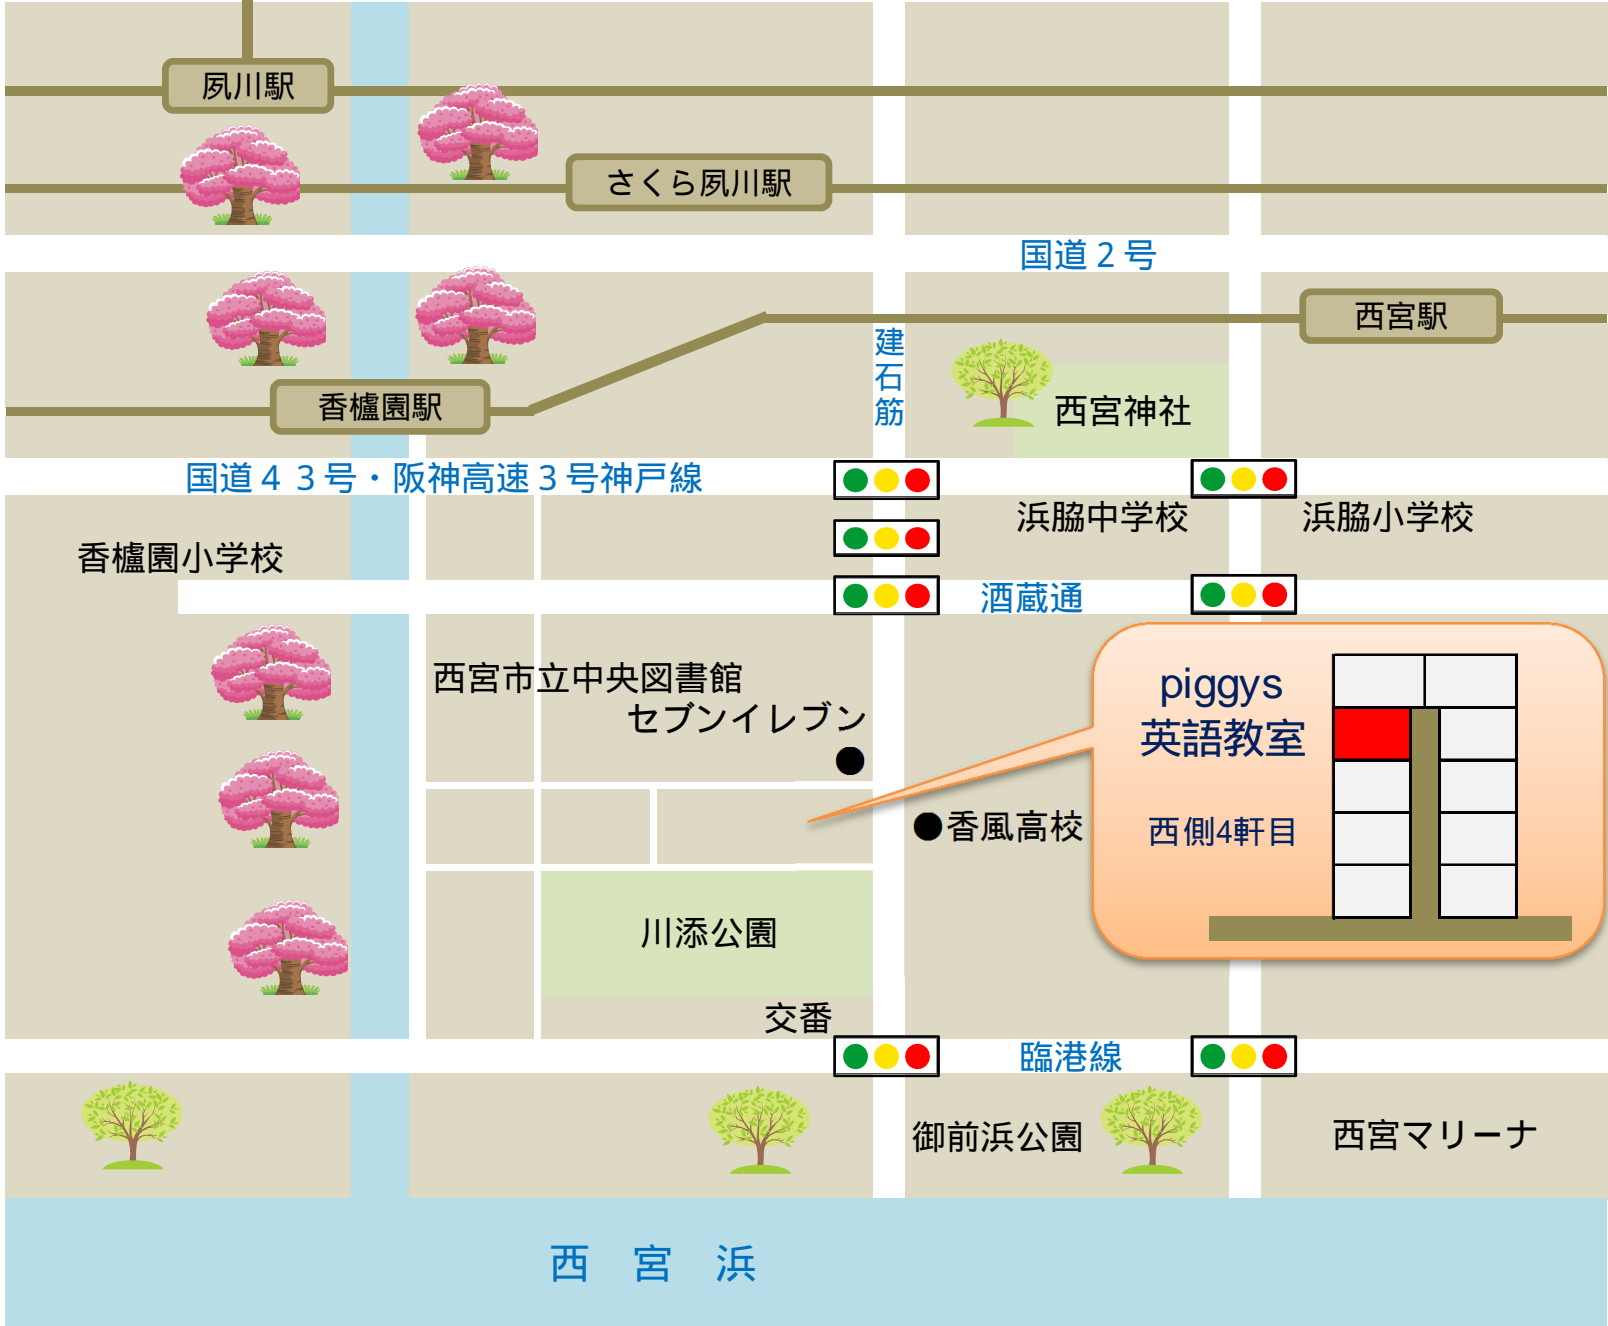 夙川駅
さくら夙川駅
国道2号
西宮駅
建石筋
香櫨園駅
西宮神社
国道43号・阪神高速3号神戸線
浜脇中学校
浜脇小学校
香櫨園小学校
酒蔵通
西宮市立中央図書館
セブンイレブン
●
piggys
英語教室
西側4軒目
●香風高校
川添公園
交番
臨港線
御前浜公園
西宮マリーナ
西 宮 浜